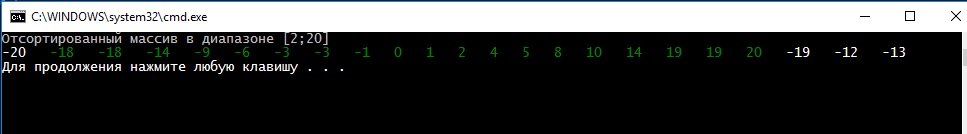 C:\WINDOWS\system32\cmd.exe
Отсортированный массив в диапазоне [2;20]
-20 -18 -18 -14 -9 -6 -3 -3 -1 0 1 2 4 5 8 10 14 19 19 20 -19 -12 -13
Для продолжения нажмите любую клавишу . . .